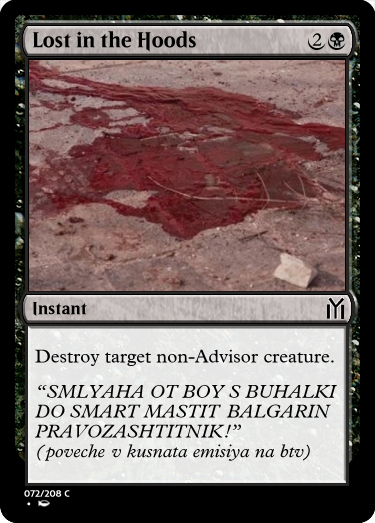 Lost in the Hoods 2
Instant
Destroy target non-Advisor creature.
“SMLYAHA OT BOY S BUHALKI
DO SMART MASTIT BALGARIN
PRAVOZASHTITNIK!”
(poveche v kusnata emisiya na btv)
072/208 C